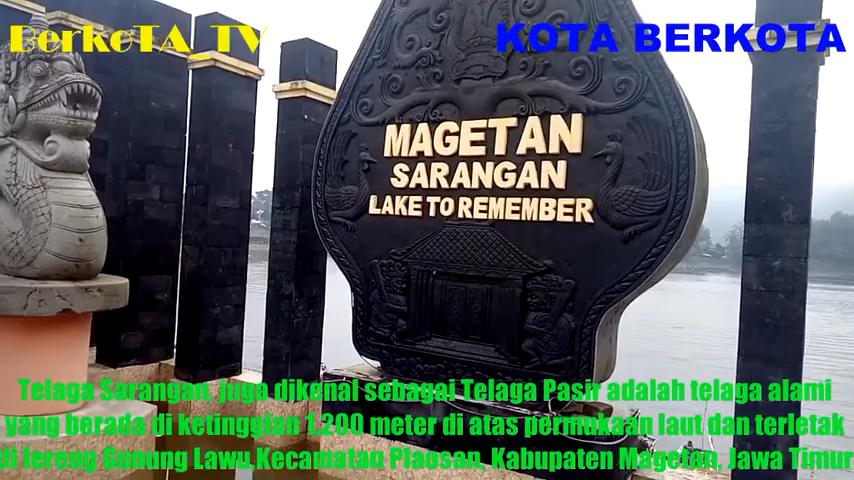 BerkoTA TV
KOTA BERKOTA
MAGETAN
SARANGAN
LAKE TO REMEMBER
Telaga Sarangan, juga dikenal sebagai Telaga Pasir adalah telaga alami
yang berada di ketinggian 1.200 meter di atas permukaan laut dan terletak
di lereng Gunung Lawu,Kecamatan Plaosan, Kabupaten Magetan, Jawa Timur